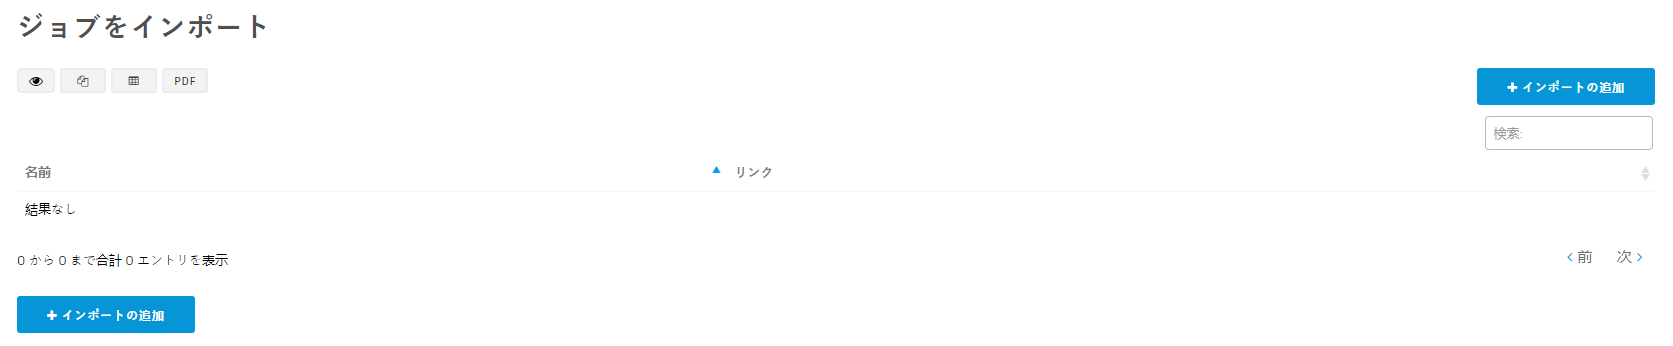 ジョブをインポート
PDF
インポートの追加
検索:
名前 リンク
結果なし
0 から 0 まで合計 0 エントリを表示
前 次
インポートの追加